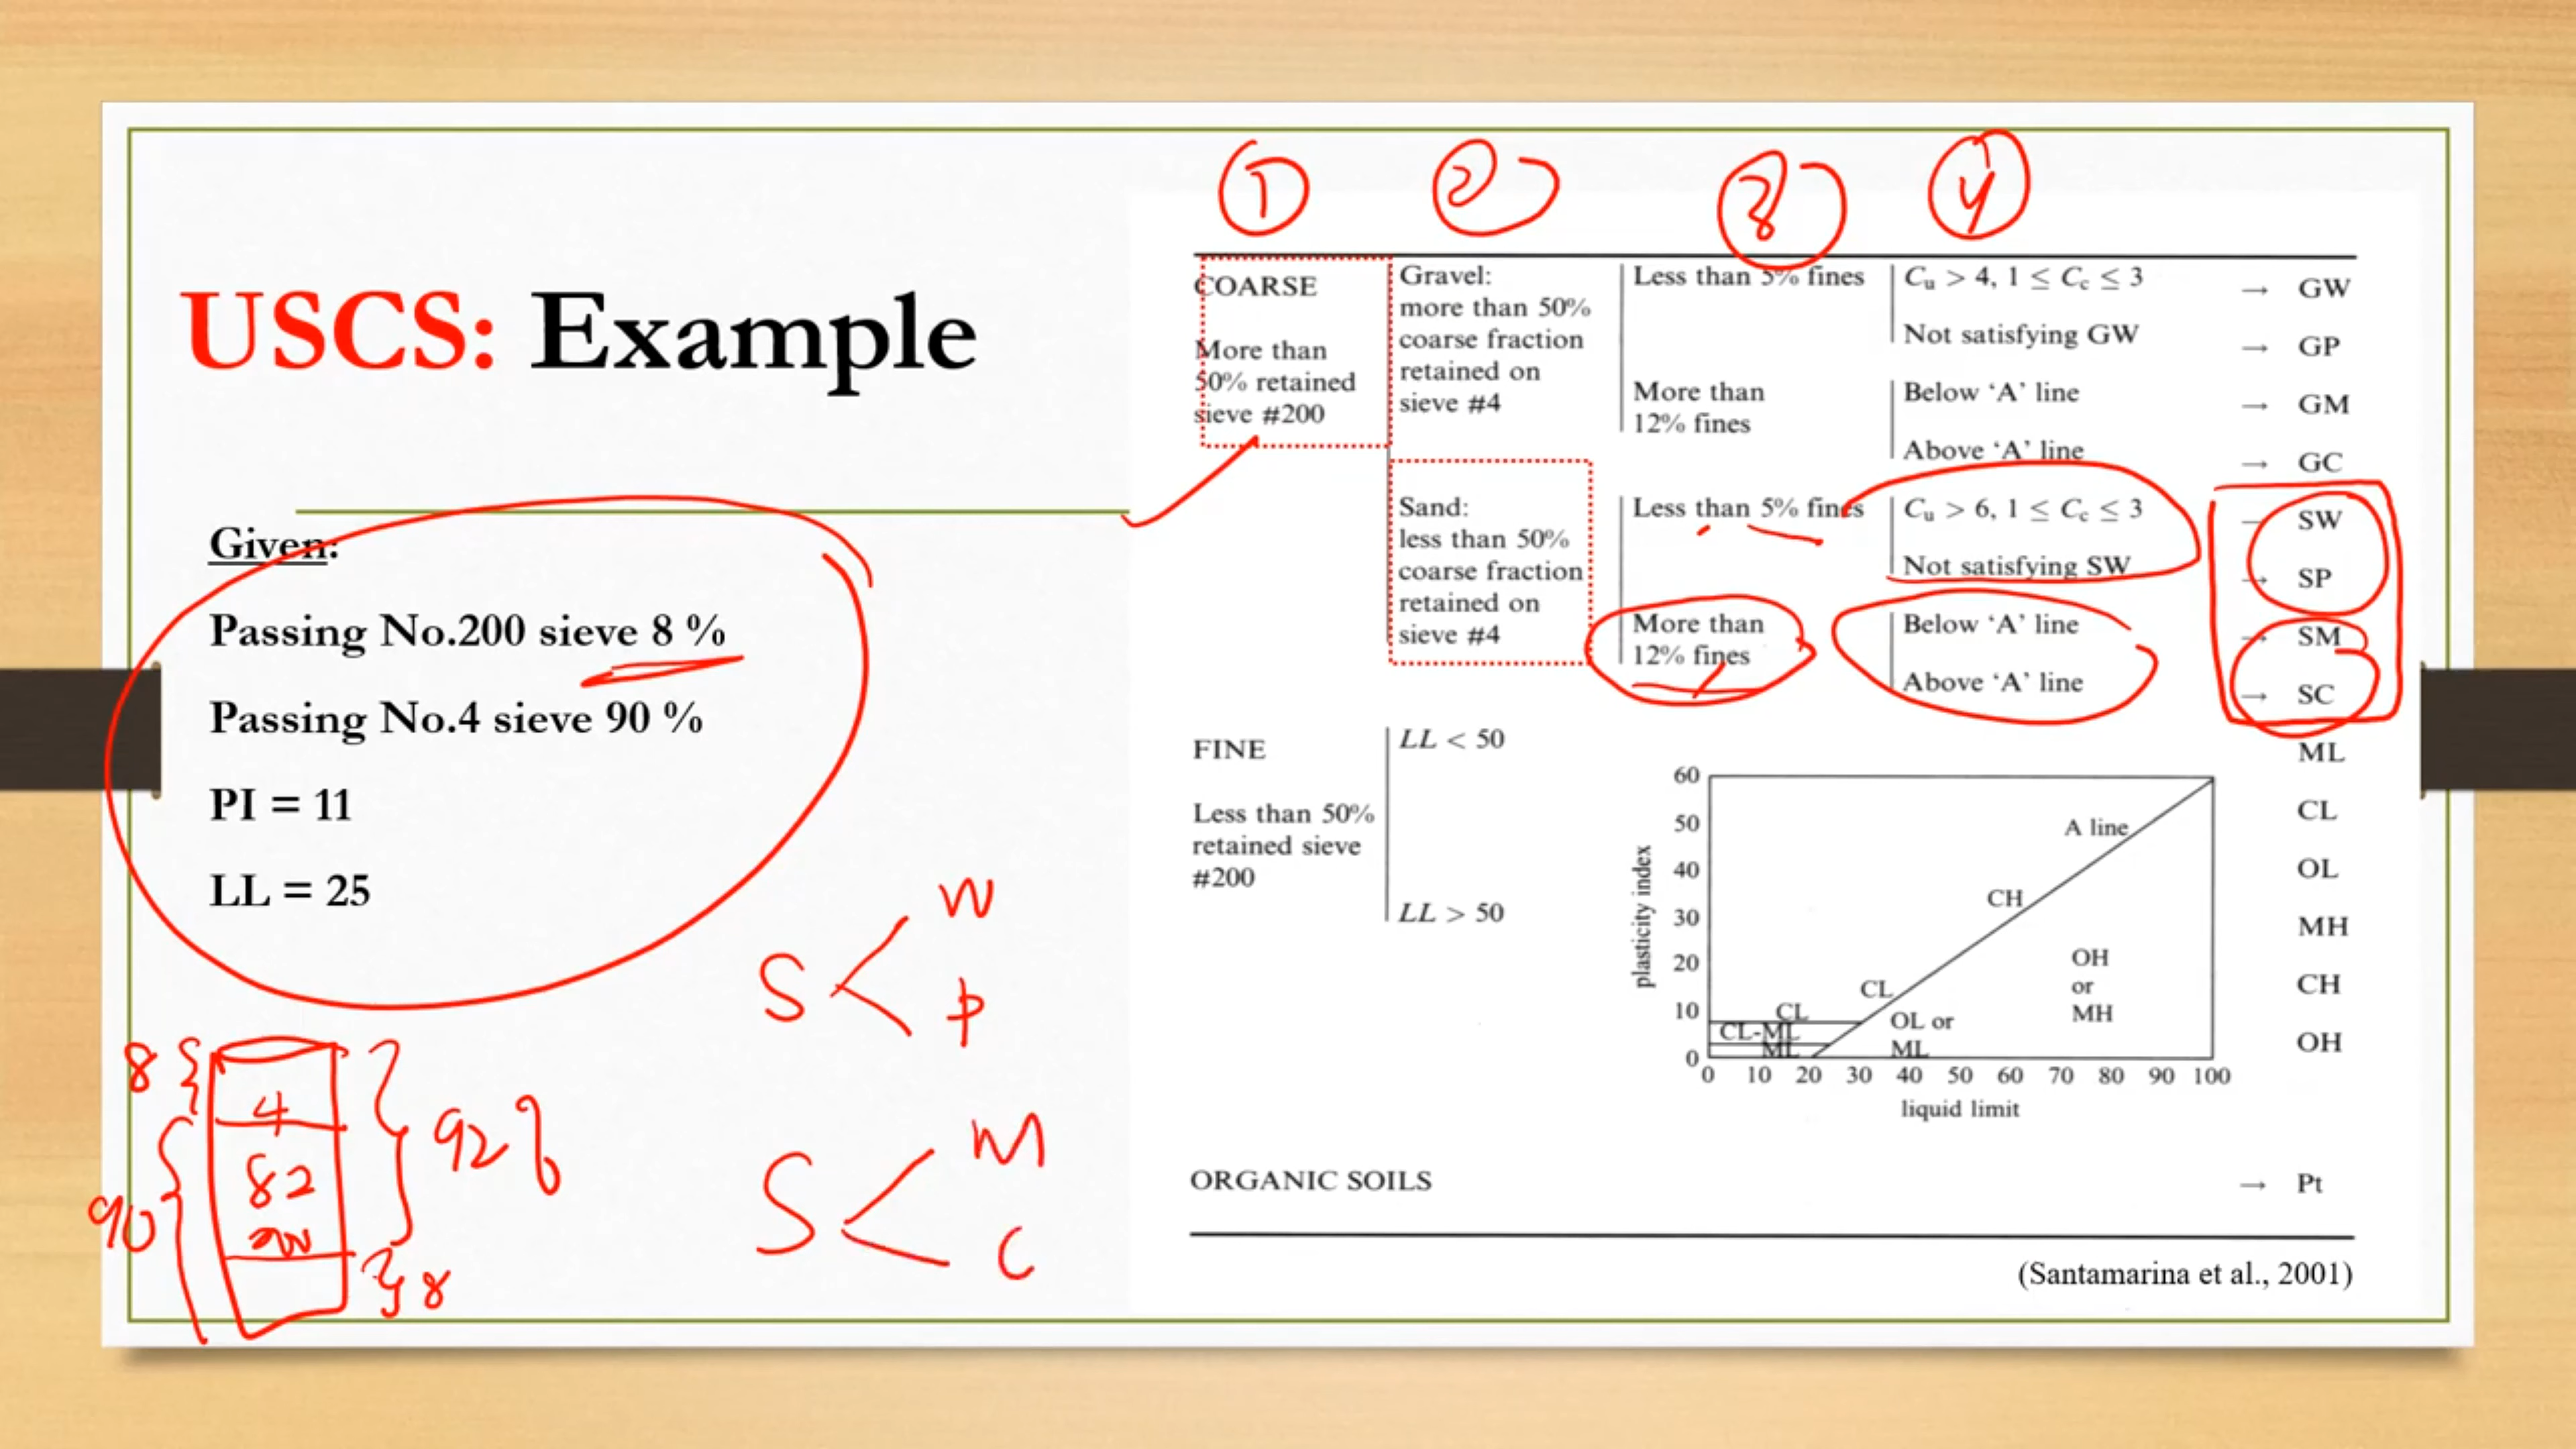 USCS: Example
Given:
Passing No.200 sieve 8 %
Passing No.4 sieve 90 %
PI = 11
LL = 25
S
W
P
S
M
C
8
4
82
200
90
92%
8
1
2
3
4
COARSE
More than
50% retained
sieve #200
Gravel:
more than 50%
coarse fraction
retained on
sieve #4
Less than 5% fines
More than
12% fines
Cu > 4, 1 ≤ Cc ≤ 3
Not satisfying GW
Below ‘A’ line
Above ‘A’ line
→ GW
→ GP
→ GM
→ GC
Sand:
less than 50%
coarse fraction
retained on
sieve #4
Less than 5% fines
More than
12% fines
Cu > 6, 1 ≤ Cc ≤ 3
Not satisfying SW
Below ‘A’ line
Above ‘A’ line
→ SW
→ SP
→ SM
→ SC
FINE
Less than 50%
retained sieve
#200
LL < 50
LL > 50
ML
CL
OL
MH
CH
OH
plasticity index
60
50
40
30
20
10
0
A line
CH
CL
CL
CL-ML
ML
OL or
ML
OH
or
MH
0 10 20 30 40 50 60 70 80 90 100
liquid limit
ORGANIC SOILS → Pt
(Santamarina et al., 2001)